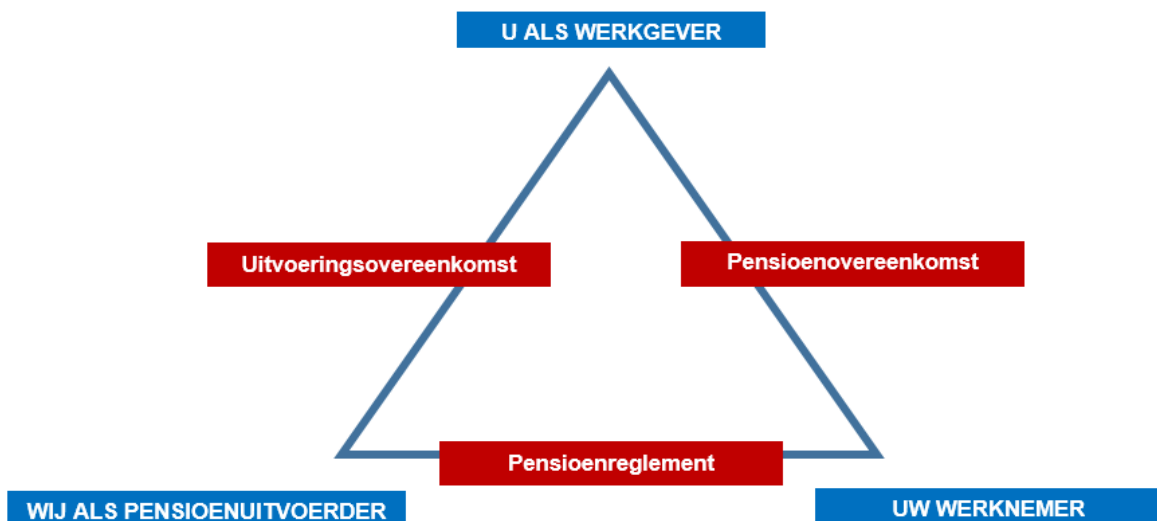 U ALS WERKGEVER
Uitvoeringsovereenkomst
Pensioenovereenkomst
Pensioenreglement
WIJ ALS PENSIOENUITVOERDER
UW WERKNEMER